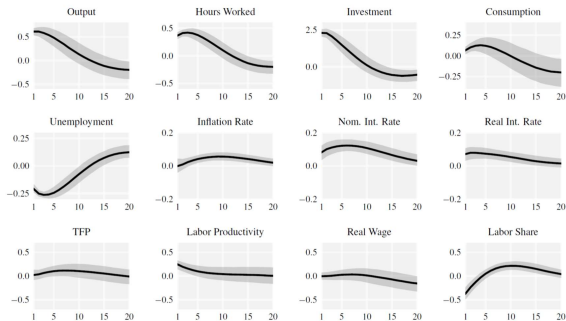 Output Hours Worked Investment Consumption
0.5 0.5 2.5 0.25
0.0 0.0 0.0 0.0
−0.5 −0.5 −0.25
1 5 10 15 20 1 5 10 15 20 1 5 10 15 20 1 5 10 15 20
Unemployment Inflation Rate Nom. Int. Rate Real Int. Rate
0.25 0.2 0.2 0.2
0.0 0.0 0.0 0.0
−0.25 −0.2 0.2 −0.2
1 5 10 15 20 1 5 10 15 20 1 5 10 15 20 1 5 10 15 20
TFP Labor Productivity Real Wage Labor Share
0.5 0.5 0.5 0.5
0.0 0.0 0.0 0.0
−0.5 −0.5 −0.5 −0.5
1 5 10 15 20 1 5 10 15 20 1 5 10 15 20 1 5 10 15 20